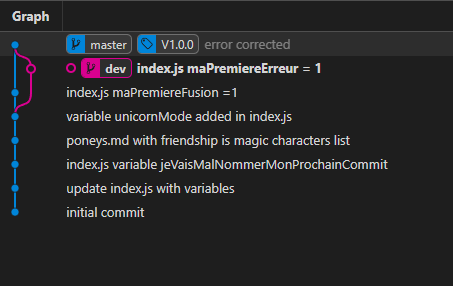 Graph
master V1.0.0 error corrected
dev index.js maPremiereErreur = 1
index.js maPremiereFusion =1
variable unicornMode added in index.js
poneys.md with friendship is magic characters list
index.js variable jeVaisMalNommerMonProchainCommit
update index.js with variables
initial commit